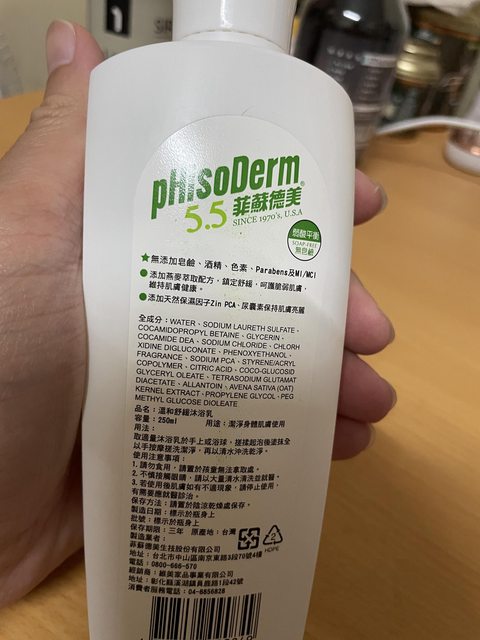 pHisoDerm
5.5 菲蘇德美®
SINCE 1970's, U.S.A
弱酸平衡
SOAP-FREE
無皂鹼
★無添加皂鹼、酒精、色素、Parabens及MI/MCI
●添加燕麥萃取配方，鎮定舒緩，呵護脆弱肌膚，
維持肌膚健康。
●添加天然保濕因子Zin PCA、尿囊素保持肌膚亮麗
全成分：WATER、SODIUM LAURETH SULFATE、
COCAMIDOPROPYL BETAINE、GLYCERIN、
COCAMIDE DEA、SODIUM CHLORIDE、CHLORH
XIDINE DIGLUCONATE、PHENOXYETHANOL、
FRAGRANCE、SODIUM PCA、STYRENE/ACRYL
COPOLYMER、CITRIC ACID、COCO-GLUCOSID
GLYCERYL OLEATE、TETRASODIUM GLUTAMAT
DIACETATE、ALLANTOIN、AVENA SATIVA (OAT)
KERNEL EXTRACT、PROPYLENE GLYCOL、PEG
METHYL GLUCOSE DIOLEATE
品名：溫和舒緩沐浴乳
容量：250ml 用途：潔淨身體肌膚使用
用法：
取適量沐浴乳於手上或浴球，搓揉起泡後塗抹全
以手按摩搓洗潔淨，再以清水沖洗乾淨。
使用注意事項：
1.請勿食用，請置於孩童無法拿取處。
2.不慎接觸眼睛，請以大量清水清洗並就醫。
3.若使用後肌膚如有不適現象，請停止使用，
有需要應就醫診治。
保存方法：請置於陰涼乾燥處保存。
製造日期：標示於瓶身上
批號：標示於瓶身上
保存期限：三年 原產地：台灣
製造業者：
菲蘇德美生技股份有限公司
地址：台北市中山區南京東路3段70號4樓
電話：0800-666-570
經銷商：維美家品事業有限公司
地址：彰化縣溪湖鎮員鹿路1段42號
消費者服務電話：04-8856828
2
HDPE